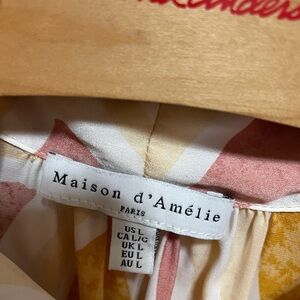 Maison d'Amélie
PARIS
US L
CA L/G
UK L
EU L
AU L